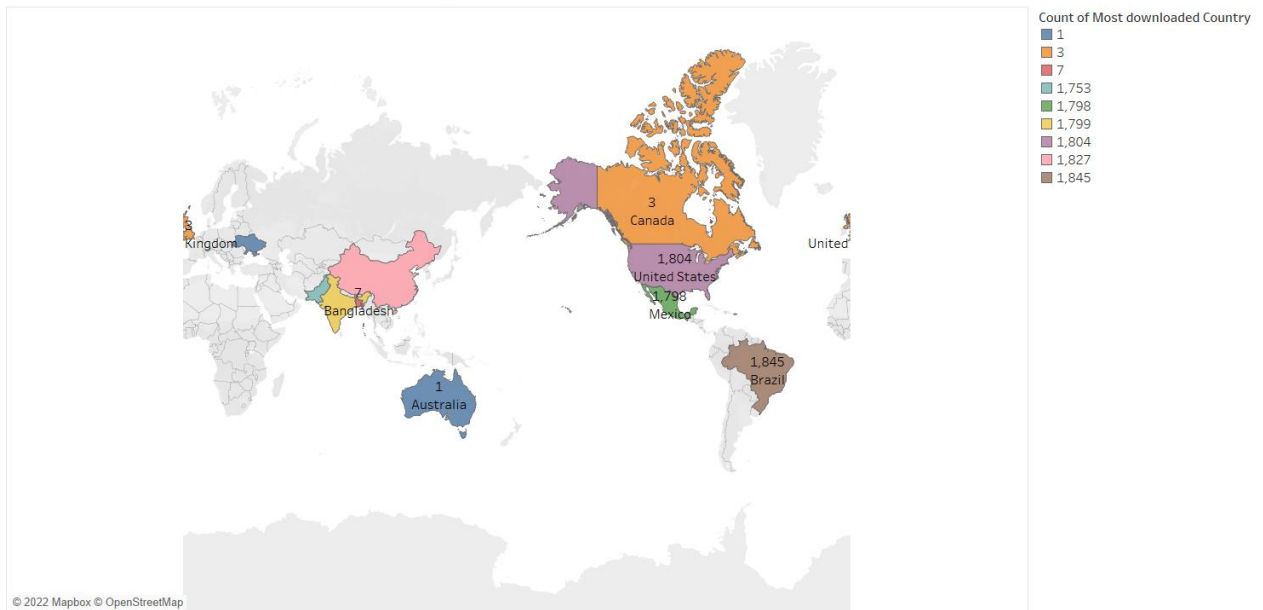 Count of Most downloaded Country
1
3
7
1,753
1,798
1,799
1,804
1,827
1,845
3
Canada
3
Kingdom
United
1,804
United States
1,798
Mexico
7
Bangladesh
1,845
Brazil
1
Australia
© 2022 Mapbox © OpenStreetMap